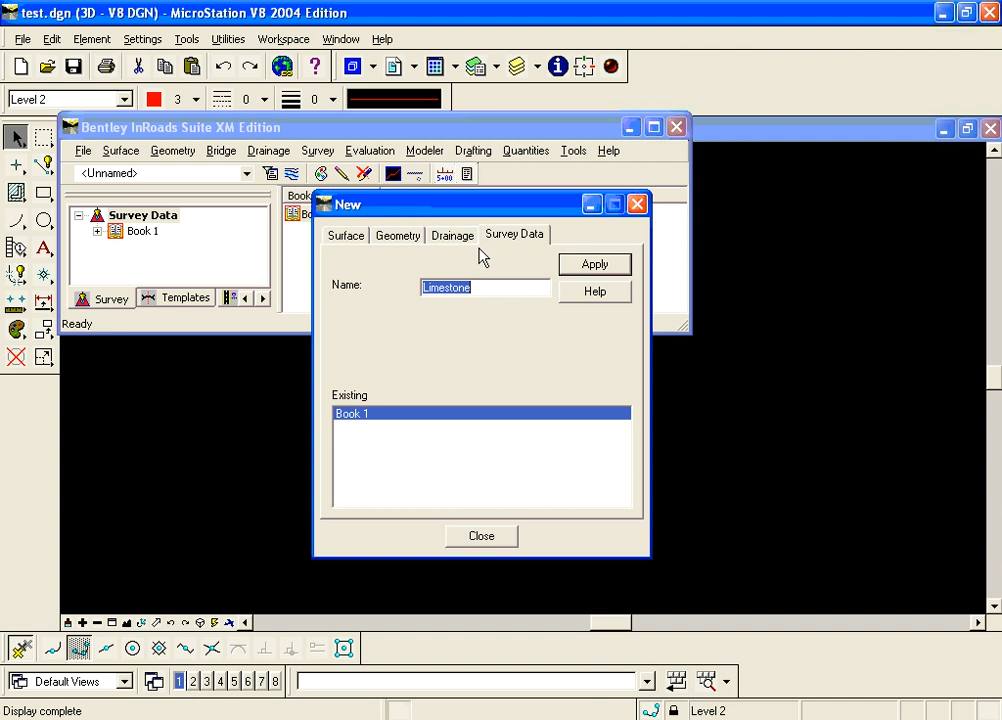 test.dgn (3D - V8 DGN) - MicroStation V8 2004 Edition
File Edit Element Settings Tools Utilities Workspace Window Help
Level 2 3 0 0
Bentley InRoads Suite XM Edition
File Surface Geometry Bridge Drainage Survey Evaluation Modeler Drafting Quantities Tools Help
<Unnamed>
5+00
Survey Data
Book 1
Survey Templates
Ready
New
Surface Geometry Drainage Survey Data
Name: Limestone
Apply
Help
Existing
Book 1
Close
Default Views 1 2 3 4 5 6 7 8
Display complete
Level 2